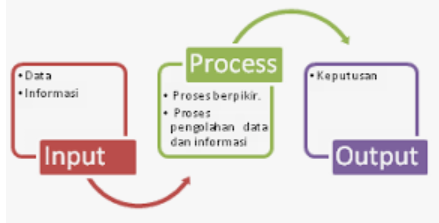 • Data
• Informasi
Input
Process
• Proses berpikir.
• Proses
pengolahan data
dan informasi
• Keputusan
Output